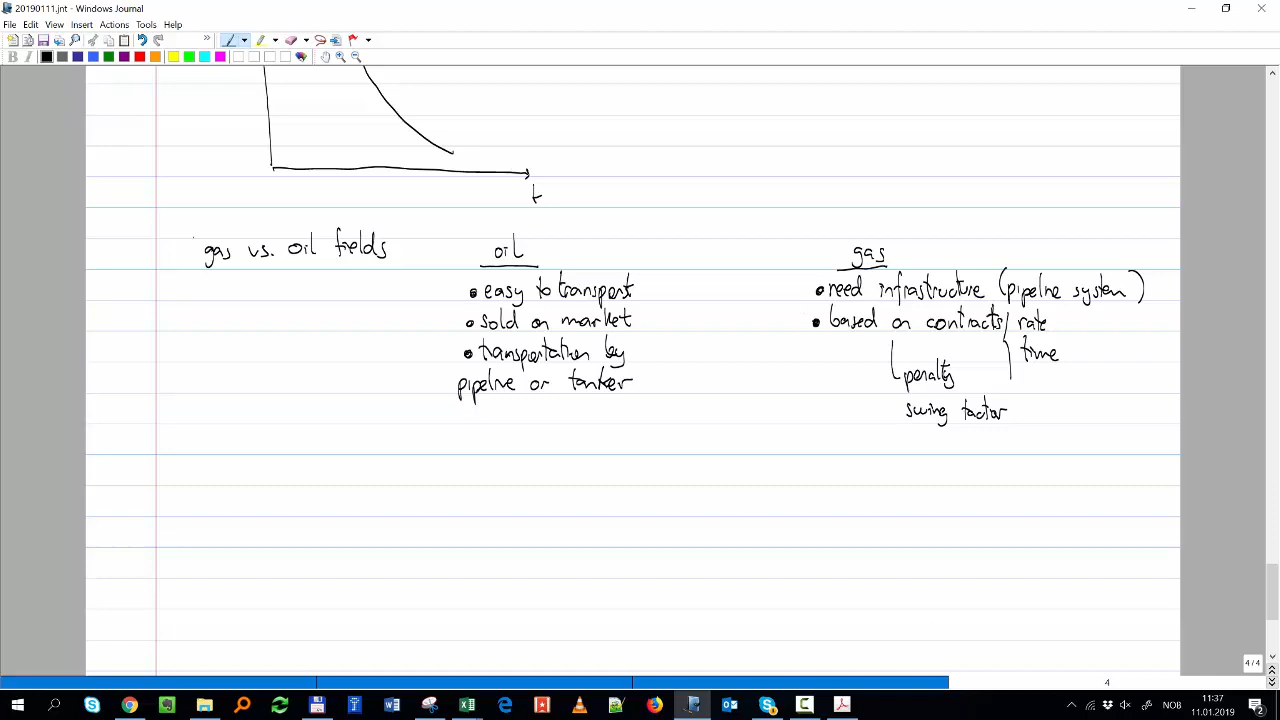 20190111.jnt - Windows Journal
File Edit View Insert Actions Tools Help
B I
t
gas vs. oil fields
oil
• easy to transport
• sold on market
• transportation by
pipeline or tanker
gas
• need infrastructure (pipeline system)
• based on contracts rate
time
penalty
swing factor
4/4
4
NOB
11:37
11.01.2019
2